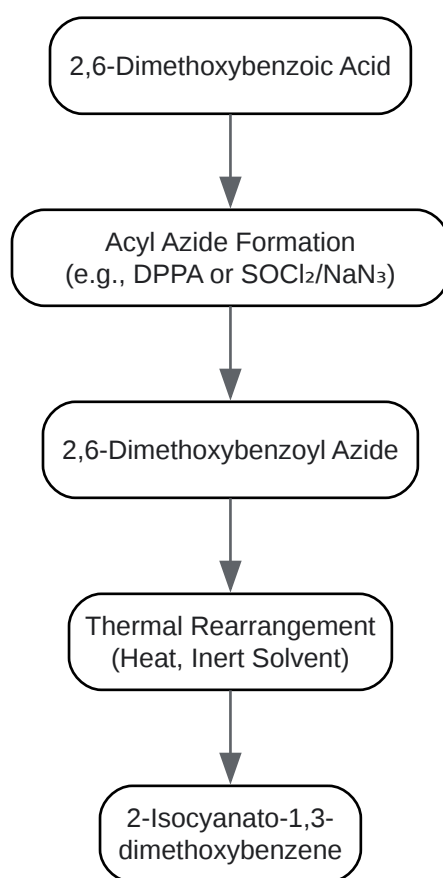 2,6-Dimethoxybenzoic Acid
Acyl Azide Formation
(e.g., DPPA or SOCl₂/NaN₃)
2,6-Dimethoxybenzoyl Azide
Thermal Rearrangement
(Heat, Inert Solvent)
2-Isocyanato-1,3-
dimethoxybenzene